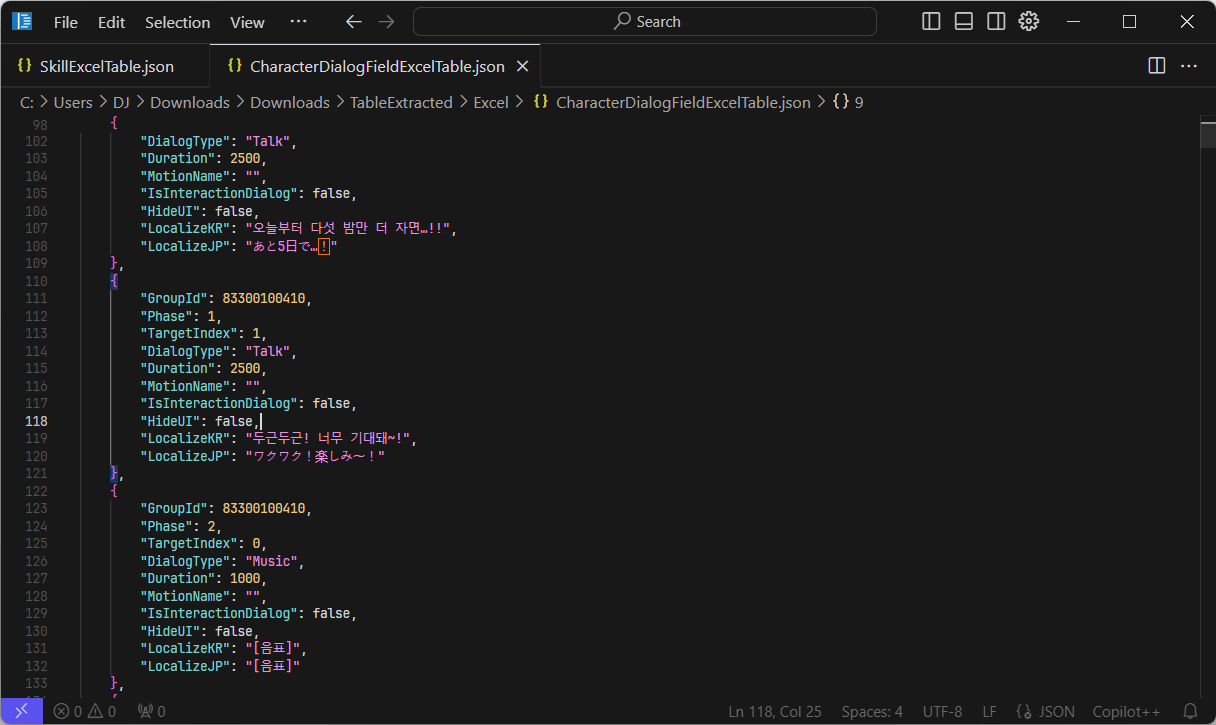 File Edit Selection View ··· Search
SkillExcelTable.json CharacterDialogFieldExcelTable.json
C: > Users > DJ > Downloads > Downloads > TableExtracted > Excel > {} CharacterDialogFieldExcelTable.json > {} 9
98 {
102 "DialogType": "Talk",
103 "Duration": 2500,
104 "MotionName": "",
105 "IsInteractionDialog": false,
106 "HideUI": false,
107 "LocalizeKR": "오늘부터 다섯 밤만 더 자면…!!",
108 "LocalizeJP": "あと5日で…！"
109 },
110 {
111 "GroupId": 83300100410,
112 "Phase": 1,
113 "TargetIndex": 1,
114 "DialogType": "Talk",
115 "Duration": 2500,
116 "MotionName": "",
117 "IsInteractionDialog": false,
118 "HideUI": false,
119 "LocalizeKR": "두근두근! 너무 기대돼~!",
120 "LocalizeJP": "ワクワク！楽しみ～！"
121 },
122 {
123 "GroupId": 83300100410,
124 "Phase": 2,
125 "TargetIndex": 0,
126 "DialogType": "Music",
127 "Duration": 1000,
128 "MotionName": "",
129 "IsInteractionDialog": false,
130 "HideUI": false,
131 "LocalizeKR": "[음표]",
132 "LocalizeJP": "[음표]"
133 },
0 0 0 Ln 118, Col 25 Spaces: 4 UTF-8 LF JSON Copilot++